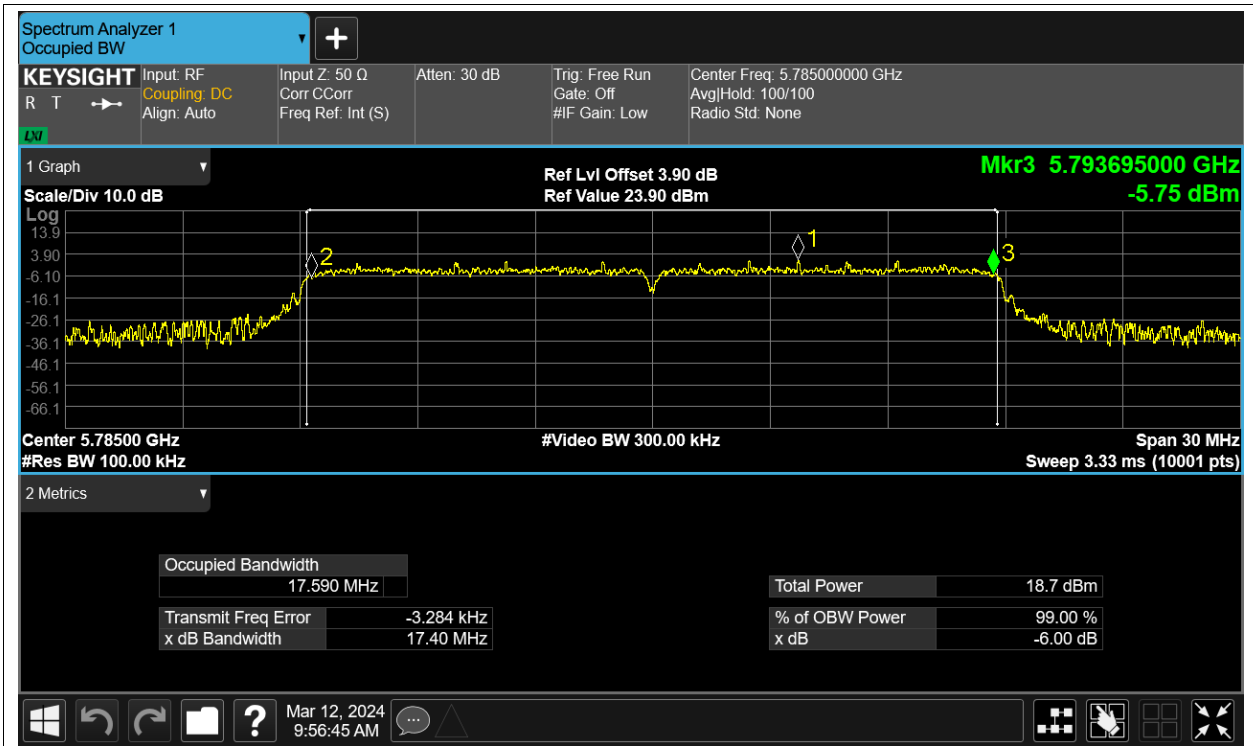 Spectrum Analyzer 1
Occupied BW
KEYSIGHT
R T
LXI
Input: RF
Coupling: DC
Align: Auto
Input Z: 50 Ω
Corr CCorr
Freq Ref: Int (S)
Atten: 30 dB
Trig: Free Run
Gate: Off
#IF Gain: Low
Center Freq: 5.785000000 GHz
Avg|Hold: 100/100
Radio Std: None
1 Graph
Scale/Div 10.0 dB
Ref Lvl Offset 3.90 dB
Ref Value 23.90 dBm
Mkr3 5.793695000 GHz
-5.75 dBm
Log
13.9
3.90
-6.10
-16.1
-26.1
-36.1
-46.1
-56.1
-66.1
2
1
3
Center 5.78500 GHz
#Res BW 100.00 kHz
#Video BW 300.00 kHz
Span 30 MHz
Sweep 3.33 ms (10001 pts)
2 Metrics
Occupied Bandwidth
17.590 MHz
Transmit Freq Error -3.284 kHz
x dB Bandwidth 17.40 MHz
Total Power 18.7 dBm
% of OBW Power 99.00 %
x dB -6.00 dB
?
Mar 12, 2024
9:56:45 AM